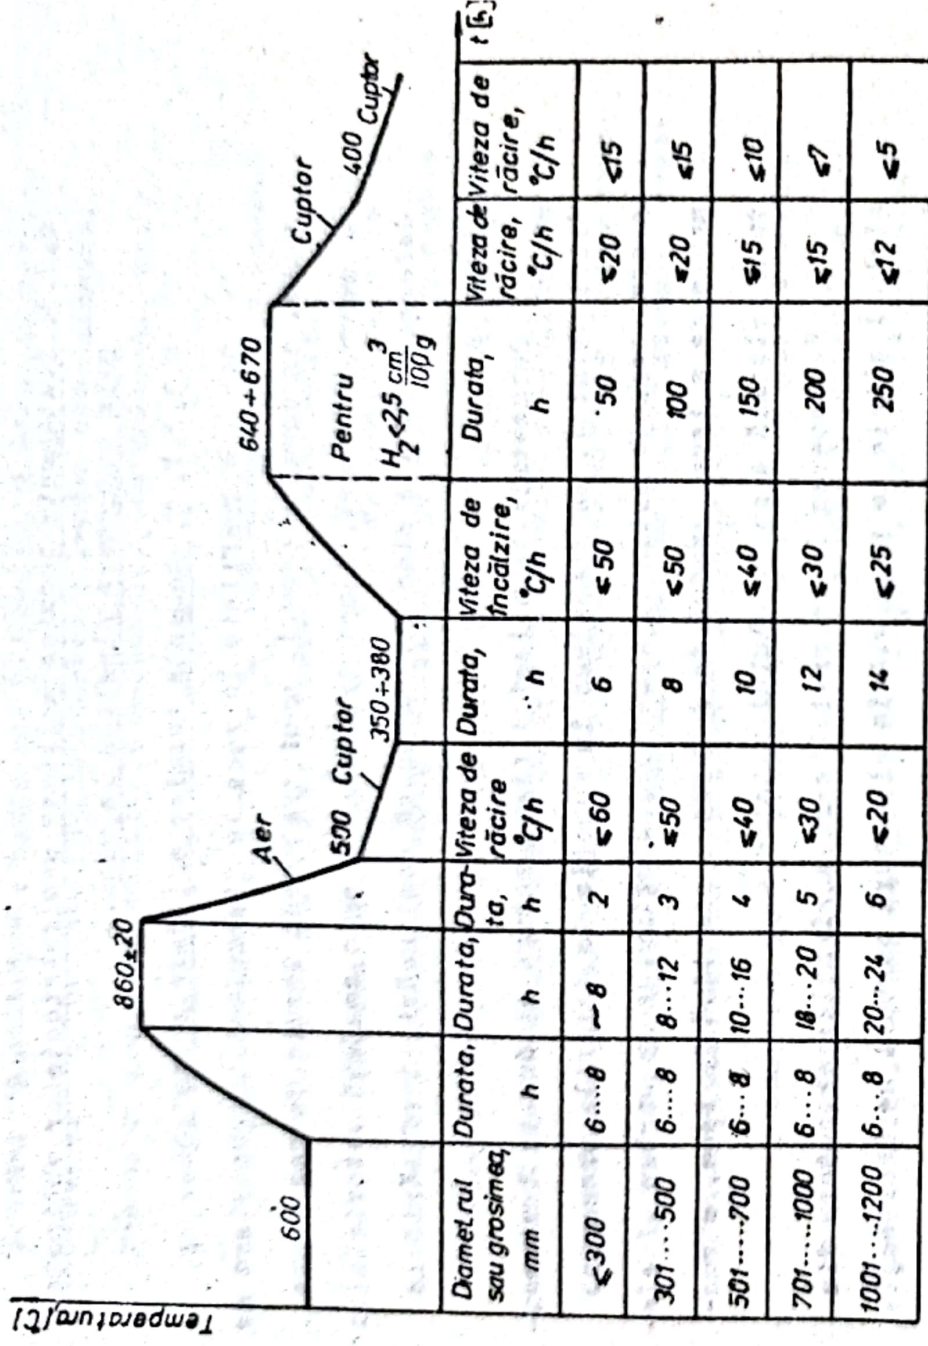 Temperatura[°C]
600
860±20
Aer
500 Cuptor
350÷380
640÷670
Pentru
H2<2,5 cm3/100g
Cuptor
400 Cuptor
t [h]
Diametrul sau grosimea, mm | Durata, h | Durata, h | Dura-ta, h | Viteza de răcire °C/h | Durata, h | Viteza de încălzire, °C/h | Durata, h | Viteza de răcire, °C/h | Viteza de răcire, °C/h
⩽300 | 6.....8 | ~8 | 2 | ⩽60 | 6 | ⩽50 | 50 | ⩽20 | <15
301....500 | 6....8 | 8...12 | 3 | ⩽50 | 8 | ⩽50 | 100 | ⩽20 | ⩽15
501.....700 | 6...8 | 10...16 | 4 | ⩽40 | 10 | ⩽40 | 150 | ⩽15 | ⩽10
701.....1000 | 6...8 | 18...20 | 5 | ⩽30 | 12 | ⩽30 | 200 | ⩽15 | ⩽7
1001....1200 | 6...8 | 20...24 | 6 | ⩽20 | 14 | ⩽25 | 250 | ⩽12 | ⩽5